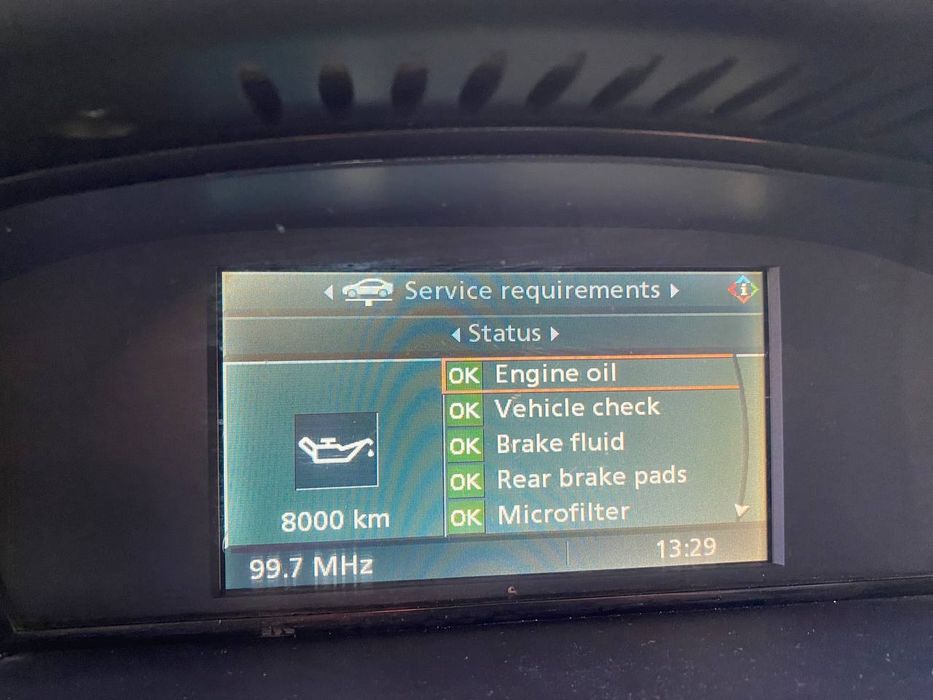 Service requirements
Status
OK Engine oil
OK Vehicle check
OK Brake fluid
OK Rear brake pads
OK Microfilter
8000 km
99.7 MHz
13:29